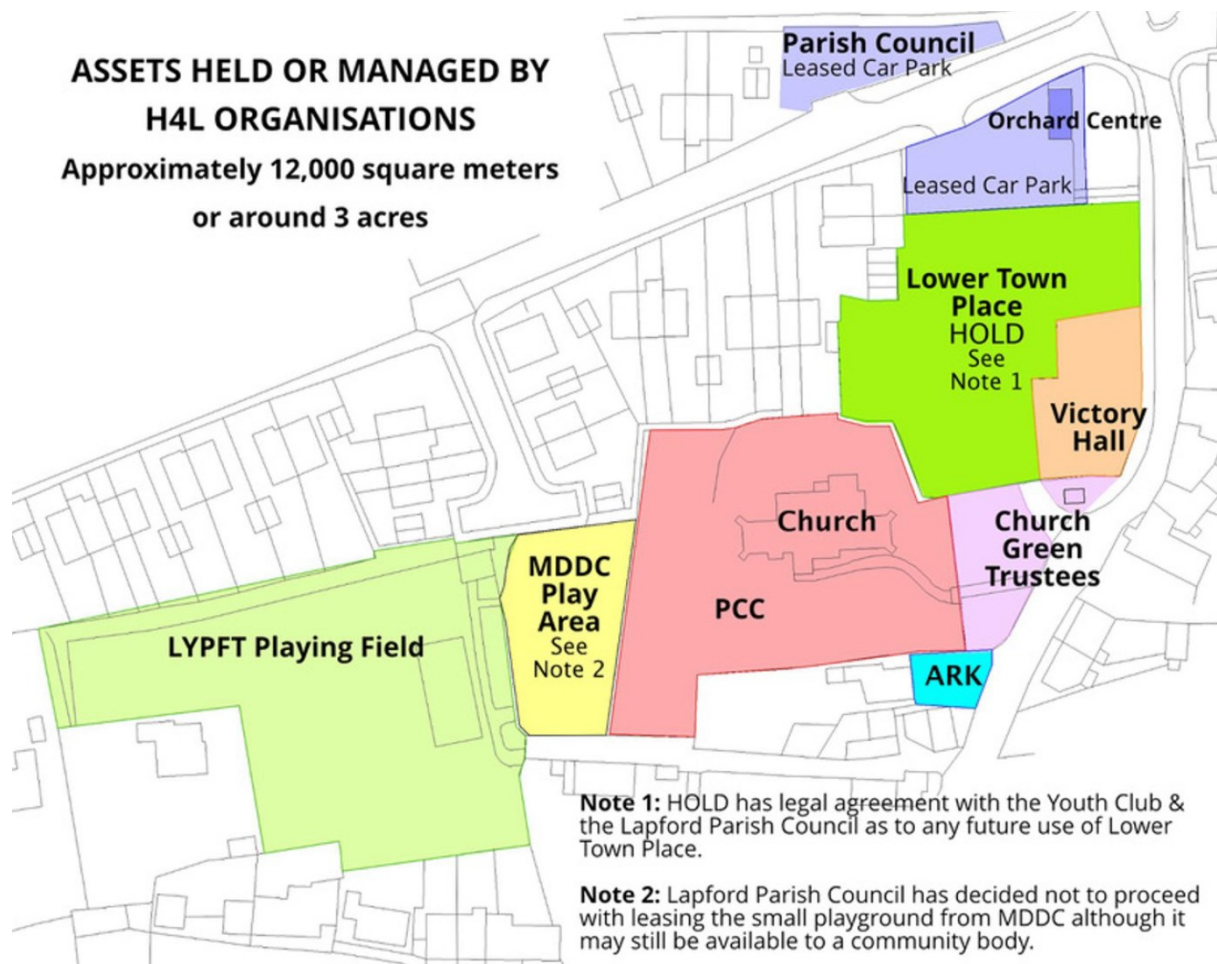 ASSETS HELD OR MANAGED BY
H4L ORGANISATIONS
Approximately 12,000 square meters
or around 3 acres
Parish Council
Leased Car Park
Orchard Centre
Leased Car Park
Lower Town
Place
HOLD
See
Note 1
Victory
Hall
Church
Church
Green
Trustees
MDDC
Play
Area
See
Note 2
PCC
LYPFT Playing Field
ARK
Note 1: HOLD has legal agreement with the Youth Club &
the Lapford Parish Council as to any future use of Lower
Town Place.
Note 2: Lapford Parish Council has decided not to proceed
with leasing the small playground from MDDC although it
may still be available to a community body.